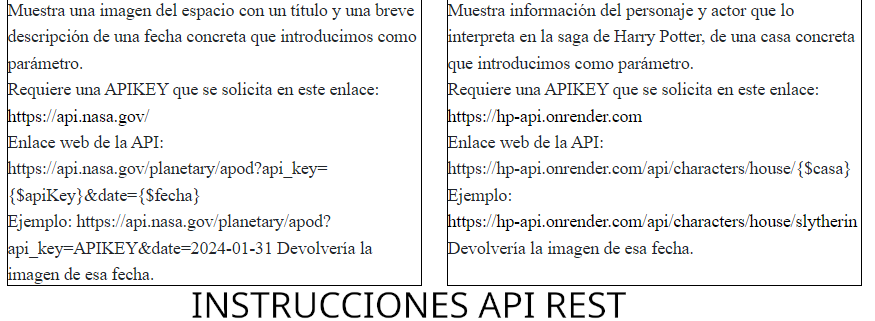 Muestra una imagen del espacio con un título y una breve
descripción de una fecha concreta que introducimos como
parámetro.
Requiere una APIKEY que se solicita en este enlace:
https://api.nasa.gov/
Enlace web de la API:
https://api.nasa.gov/planetary/apod?api_key=
{$apiKey}&date={$fecha}
Ejemplo: https://api.nasa.gov/planetary/apod?
api_key=APIKEY&date=2024-01-31 Devolvería la
imagen de esa fecha.
Muestra información del personaje y actor que lo
interpreta en la saga de Harry Potter, de una casa concreta
que introducimos como parámetro.
Requiere una APIKEY que se solicita en este enlace:
https://hp-api.onrender.com
Enlace web de la API:
https://hp-api.onrender.com/api/characters/house/{$casa}
Ejemplo:
https://hp-api.onrender.com/api/characters/house/slytherin
Devolvería la imagen de esa fecha.
INSTRUCCIONES API REST